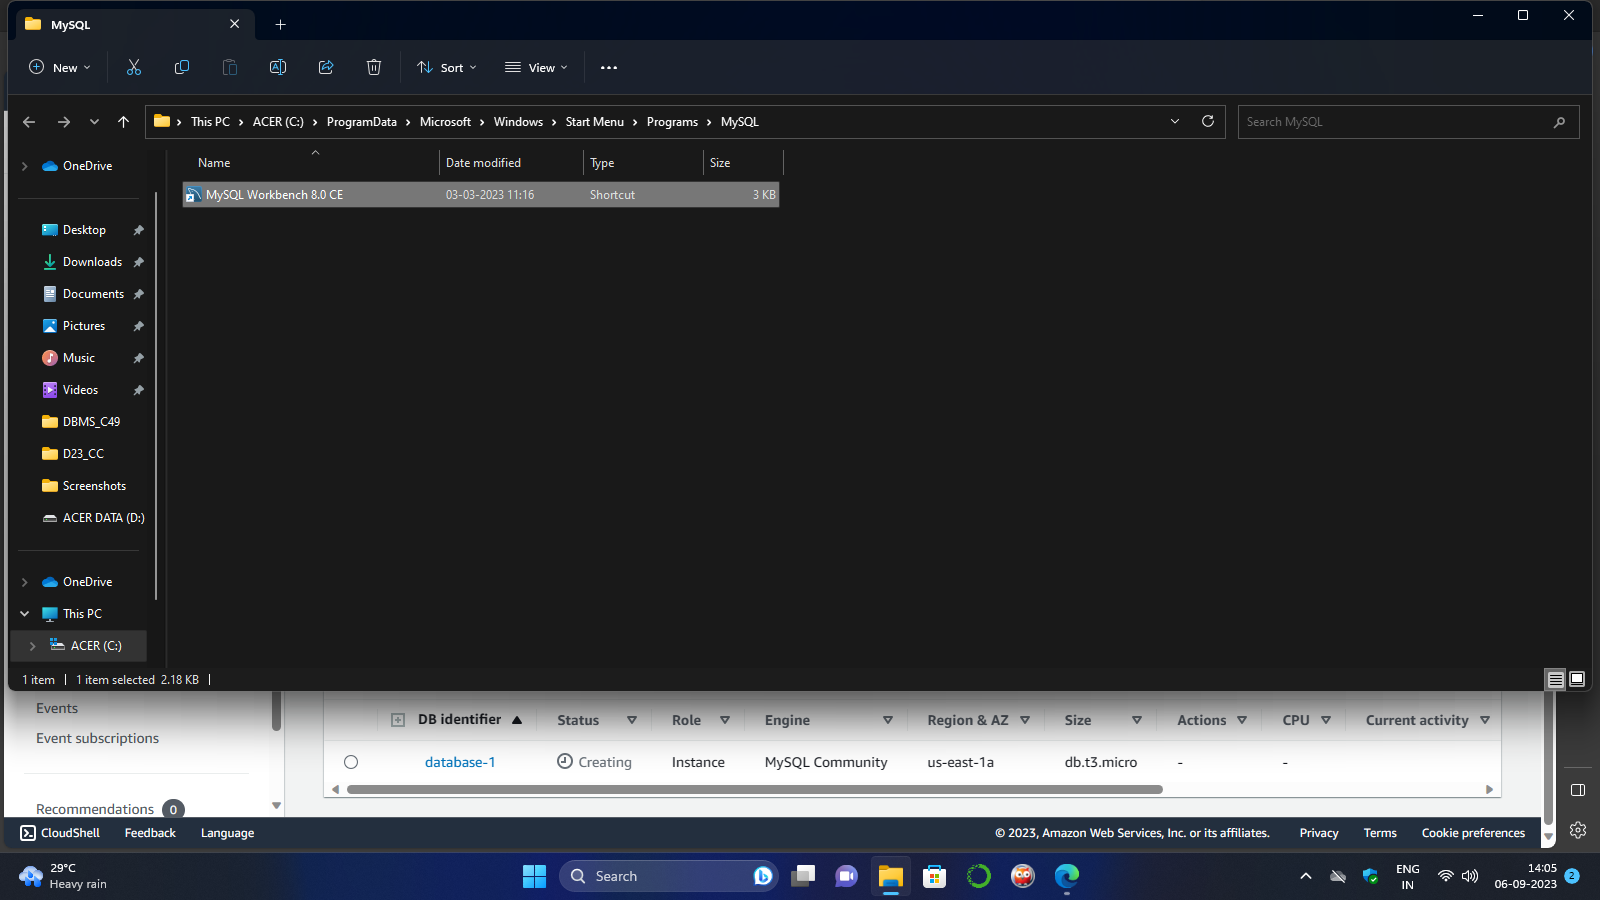 MySQL
New
Sort
View
This PC
ACER (C:)
ProgramData
Microsoft
Windows
Start Menu
Programs
MySQL
Search MySQL
OneDrive
Desktop
Downloads
Documents
Pictures
Music
Videos
DBMS_C49
D23_CC
Screenshots
ACER DATA (D:)
OneDrive
This PC
ACER (C:)
Name Date modified Type Size
MySQL Workbench 8.0 CE 03-03-2023 11:16 Shortcut 3 KB
1 item 1 item selected 2.18 KB
Events
Event subscriptions
Recommendations 0
DB identifier Status Role Engine Region & AZ Size Actions CPU Current activity
database-1 Creating Instance MySQL Community us-east-1a db.t3.micro - -
CloudShell Feedback Language © 2023, Amazon Web Services, Inc. or its affiliates. Privacy Terms Cookie preferences
29°C
Heavy rain
Search
ENG
IN
14:05
06-09-2023
2